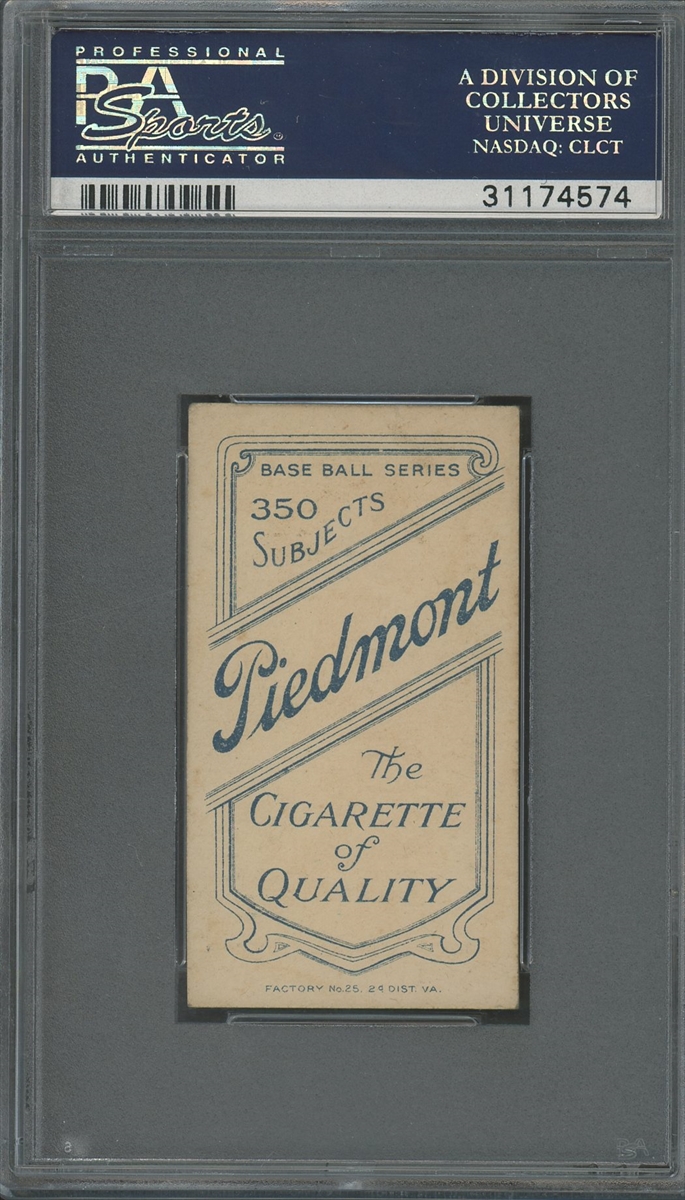 PROFESSIONAL
PSA
Sports
AUTHENTICATOR
A DIVISION OF
COLLECTORS
UNIVERSE
NASDAQ: CLCT
31174574
BASE BALL SERIES
350
SUBJECTS
Piedmont
The
CIGARETTE
of
QUALITY
FACTORY No. 25. 2d DIST. VA.
a
PSA